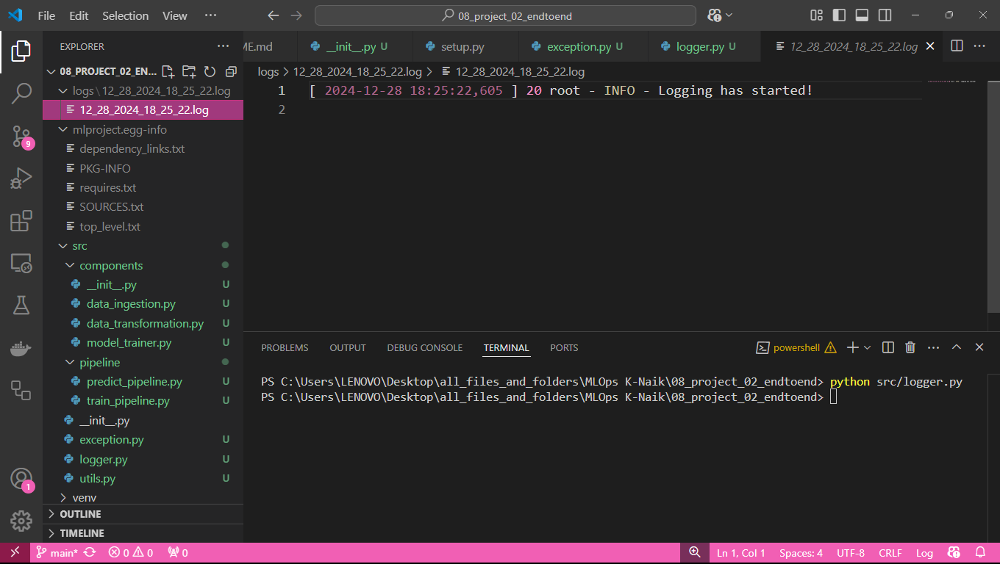 File Edit Selection View ··· 08_project_02_endtoend
EXPLORER ···
08_PROJECT_02_EN...
logs \ 12_28_2024_18_25_22.log
12_28_2024_18_25_22.log
mlproject.egg-info
dependency_links.txt
PKG-INFO
requires.txt
SOURCES.txt
top_level.txt
src
components
__init__.py U
data_ingestion.py U
data_transformation.py U
model_trainer.py U
pipeline
predict_pipeline.py U
train_pipeline.py U
__init__.py
exception.py U
logger.py U
utils.py U
venv
OUTLINE
TIMELINE
9
1
ME.md __init__.py U setup.py exception.py U logger.py U 12_28_2024_18_25_22.log
logs > 12_28_2024_18_25_22.log > 12_28_2024_18_25_22.log
1 [ 2024-12-28 18:25:22,605 ] 20 root - INFO - Logging has started!
2
PROBLEMS OUTPUT DEBUG CONSOLE TERMINAL PORTS powershell
PS C:\Users\LENOVO\Desktop\all_files_and_folders\MLOps K-Naik\08_project_02_endtoend> python src/logger.py
PS C:\Users\LENOVO\Desktop\all_files_and_folders\MLOps K-Naik\08_project_02_endtoend>
main* 0 0 0 Ln 1, Col 1 Spaces: 4 UTF-8 CRLF Log